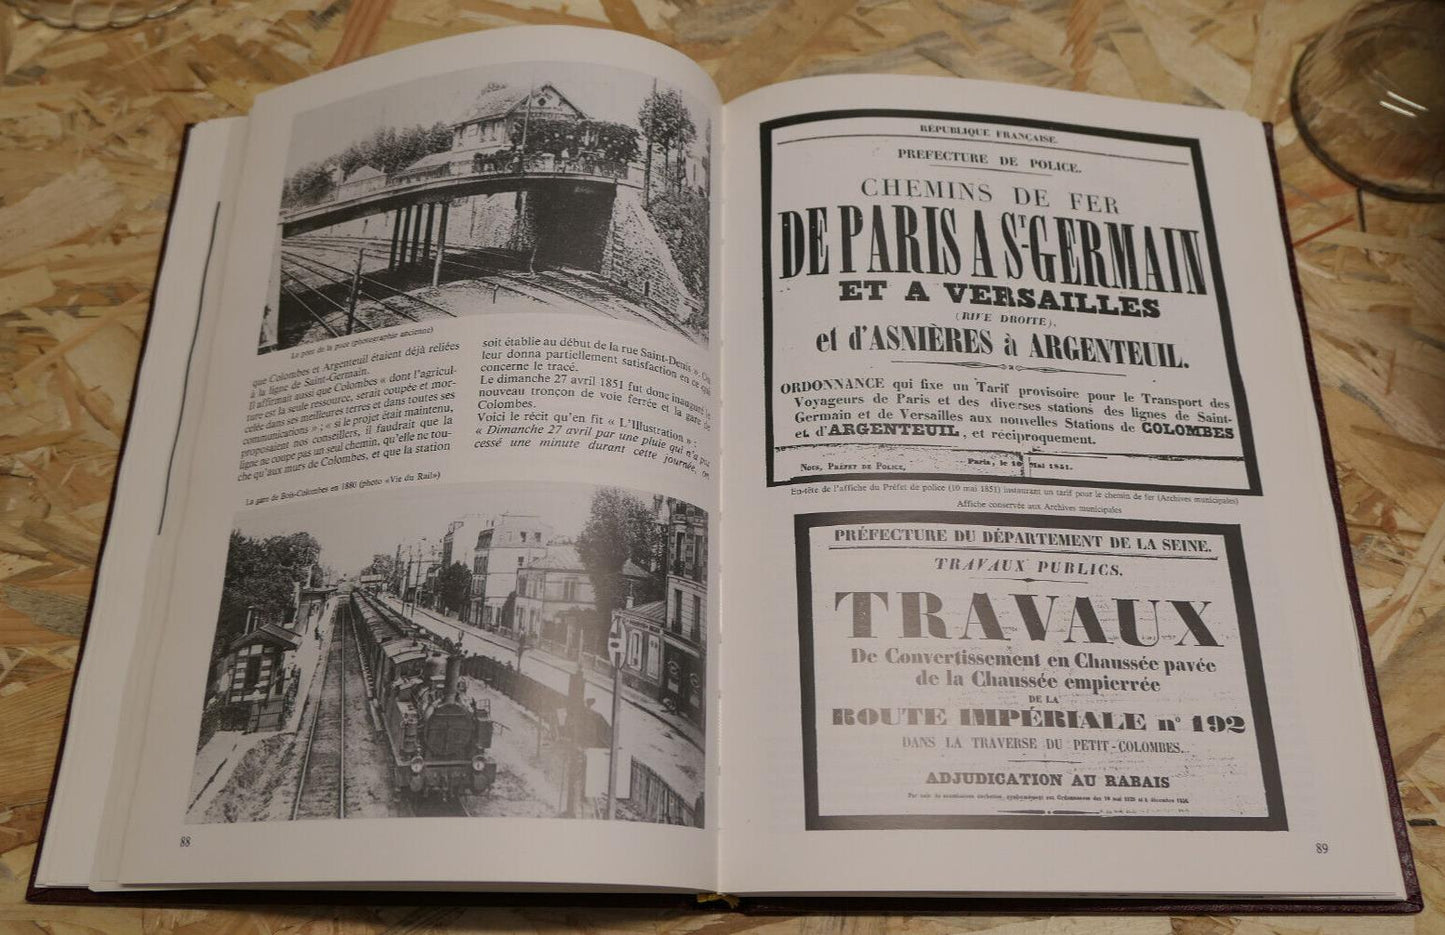 Le pont de la puce (photographie ancienne)
que Colombes et Argenteuil étaient déjà reliées
à la ligne de Saint-Germain.
Il affirmait aussi que Colombes « dont l'agricul-
ture est la seule ressource, serait coupée et mor-
celée dans ses meilleures terres et dans toutes ses
communications » ; « si le projet était maintenu,
proposaient nos conseillers, il faudrait que la
ligne ne coupe pas un seul chemin, qu'elle ne tou-
che qu'aux murs de Colombes, et que la station
soit établie au début de la rue Saint-Denis ». On
leur donna partiellement satisfaction en ce qui
concerne le tracé.
Le dimanche 27 avril 1851 fut donc inauguré le
nouveau tronçon de voie ferrée et la gare de
Colombes.
Voici le récit qu'en fit « L'Illustration » :
« Dimanche 27 avril par une pluie qui n'a pas
cessé une minute durant cette journée, on
La gare de Bois-Colombes en 1880 (photo «Vie du Rail»)
88
RÉPUBLIQUE FRANÇAISE.
PREFECTURE DE POLICE.
CHEMINS DE FER
DE PARIS A ST-GERMAIN
ET A VERSAILLES
(RIVE DROITE),
et d'ASNIÈRES à ARGENTEUIL.
ORDONNANCE qui fixe un Tarif provisoire pour le Transport des
Voyageurs de Paris et des diverses stations des lignes de Saint-
Germain et de Versailles aux nouvelles Stations de COLOMBES
et d'ARGENTEUIL, et réciproquement.
Paris, le 10 Mai 1851.
NOUS, PRÉFET DE POLICE,
En-tête de l'affiche du Préfet de police (10 mai 1851) instaurant un tarif pour le chemin de fer (Archives municipales)
Affiche conservée aux Archives municipales
PRÉFECTURE DU DÉPARTEMENT DE LA SEINE.
TRAVAUX PUBLICS.
TRAVAUX
De Convertissement en Chaussée pavée
de la Chaussée empierrée
DE LA
ROUTE IMPÉRIALE n° 192
DANS LA TRAVERSE DU PETIT-COLOMBES.
ADJUDICATION AU RABAIS
89